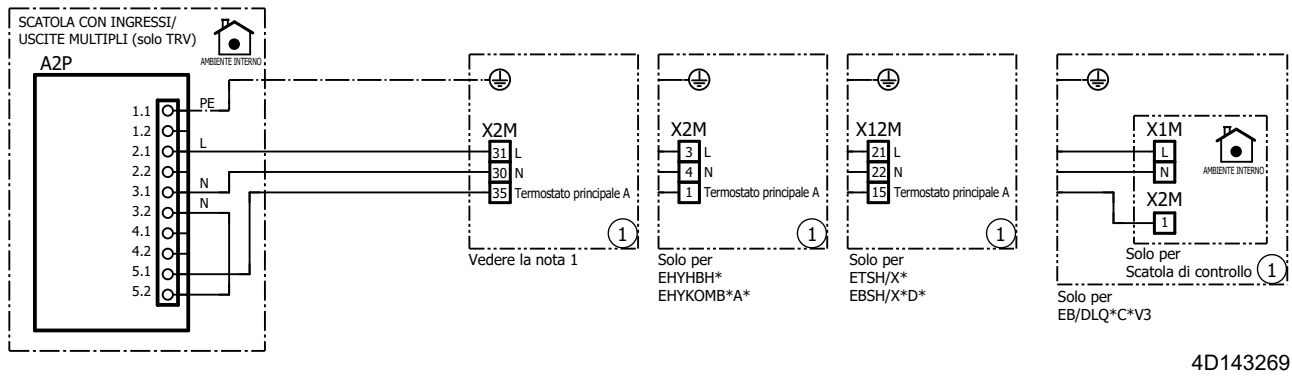 SCATOLA CON INGRESSI/
USCITE MULTIPLI (solo TRV)
AMBIENTE INTERNO
A2P
1.1
1.2
2.1
2.2
3.1
3.2
4.1
4.2
5.1
5.2
PE
L
N
N
X2M
31 L
30 N
35 Termostato principale A
1
Vedere la nota 1
X2M
3 L
4 N
1 Termostato principale A
1
Solo per
EHYHBH*
EHYKOMB*A*
X12M
21 L
22 N
15 Termostato principale A
1
Solo per
ETSH/X*
EBSH/X*D*
X1M
L
N
AMBIENTE INTERNO
X2M
1
Solo per
Scatola di controllo 1
Solo per
EB/DLQ*C*V3
4D143269